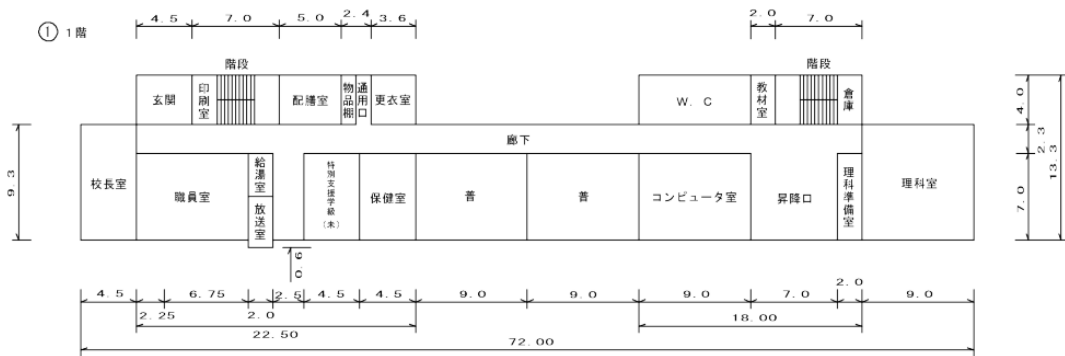 4.5 7.0 5.0 2.4 3.6 2.0 7.0
① 1階
階段 階段
玄関 印刷室 配膳室 物品棚 通用口 更衣室 W.C 教材室 倉庫
4.0
2.3
13.3
7.0
9.3
廊下
校長室 職員室 給湯室 放送室 特別支援学級(未) 保健室 普 普 コンピュータ室 昇降口 理科準備室 理科室
0.6
4.5 6.75 2.5 4.5 4.5 9.0 9.0 9.0 7.0 2.0 9.0
2.25 2.0
22.50 18.00
72.00